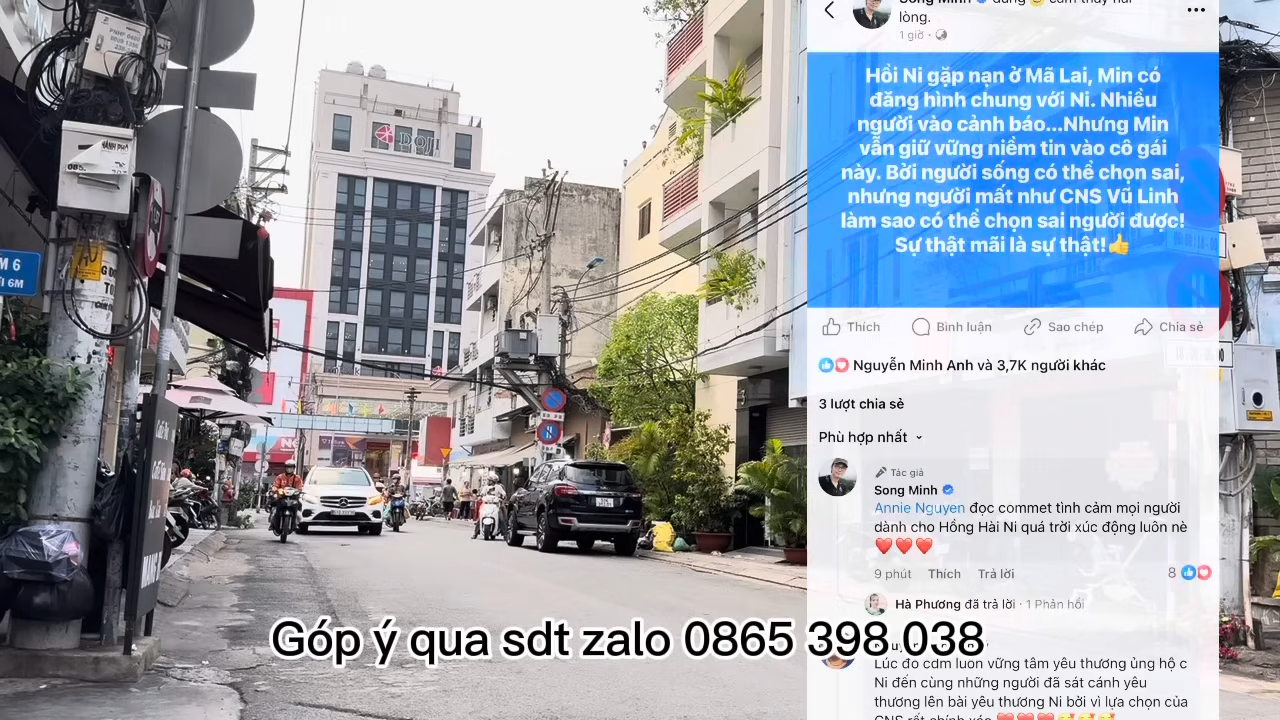 DOJI
M 6
Song Minh
lòng.
1 giờ ·
Hồi Ni gặp nạn ở Mã Lai, Min có
đăng hình chung với Ni. Nhiều
người vào cảnh báo...Nhưng Min
vẫn giữ vững niềm tin vào cô gái
này. Bởi người sống có thể chọn sai,
nhưng người mất như CNS Vũ Linh
làm sao có thể chọn sai người được!
Sự thật mãi là sự thật!👍
Thích Bình luận Sao chép Chia sẻ
Nguyễn Minh Anh và 3,7K người khác
3 lượt chia sẻ
Phù hợp nhất
Tác giả
Song Minh
Annie Nguyen đọc commet tình cảm mọi người
dành cho Hồng Hài Ni quá trời xúc động luôn nè
❤️❤️❤️
9 phút Thích Trả lời 8
Hà Phương đã trả lời · 1 Phản hồi
Góp ý qua sdt zalo 0865 398 038
Lúc đó cdm luôn vững tâm yêu thương ủng hộ c
Ni đến cùng những người đã sát cánh yêu
thương lên bài yêu thương Ni bởi vì lựa chọn của
CNS rất chính xác